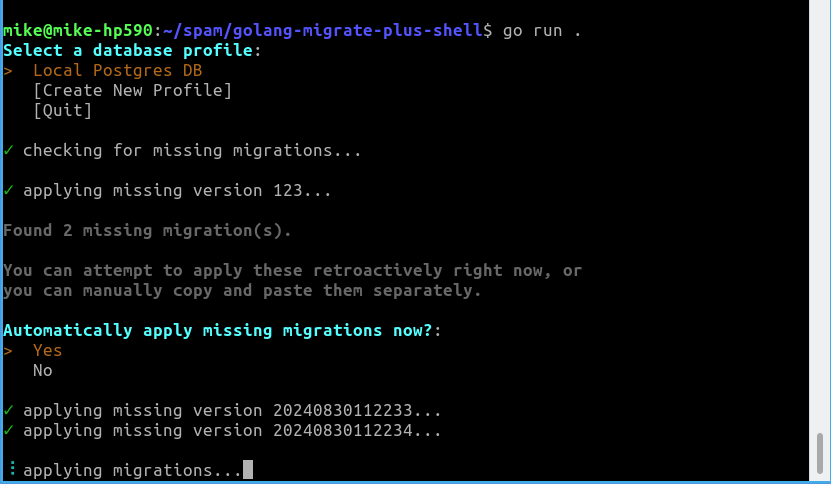 mike@mike-hp590:~/spam/golang-migrate-plus-shell$ go run .
Select a database profile:
>  Local Postgres DB
   [Create New Profile]
   [Quit]
✓ checking for missing migrations...
✓ applying missing version 123...
Found 2 missing migration(s).
You can attempt to apply these retroactively right now, or
you can manually copy and paste them separately.
Automatically apply missing migrations now?:
>  Yes
   No
✓ applying missing version 20240830112233...
✓ applying missing version 20240830112234...
applying migrations...